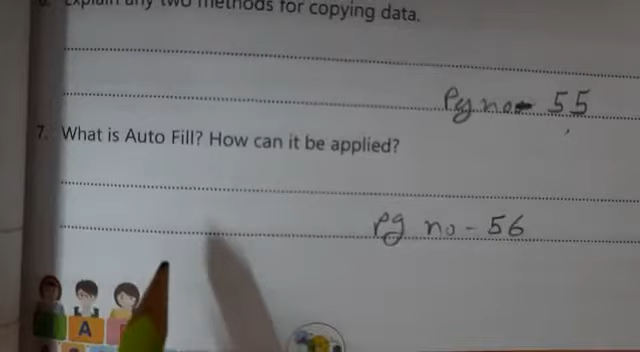 6. Explain any two methods for copying data.
Pg no - 55
7. What is Auto Fill? How can it be applied?
Pg no - 56
A